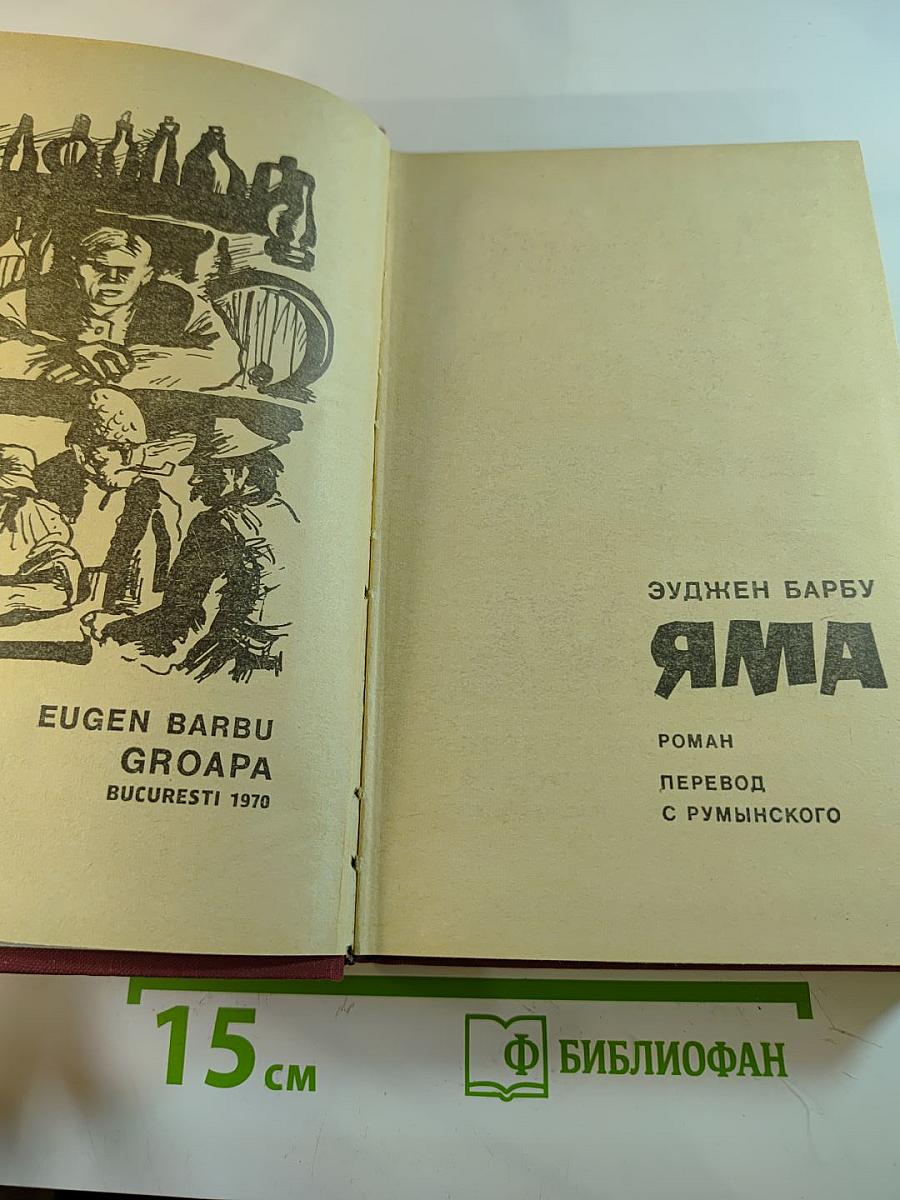 EUGEN BARBU
GROAPA
BUCURESTI 1970
ЭУДЖЕН БАРБУ
ЯМА
РОМАН
ПЕРЕВОД
С РУМЫНСКОГО
15 см
Ф БИБЛИОФАН